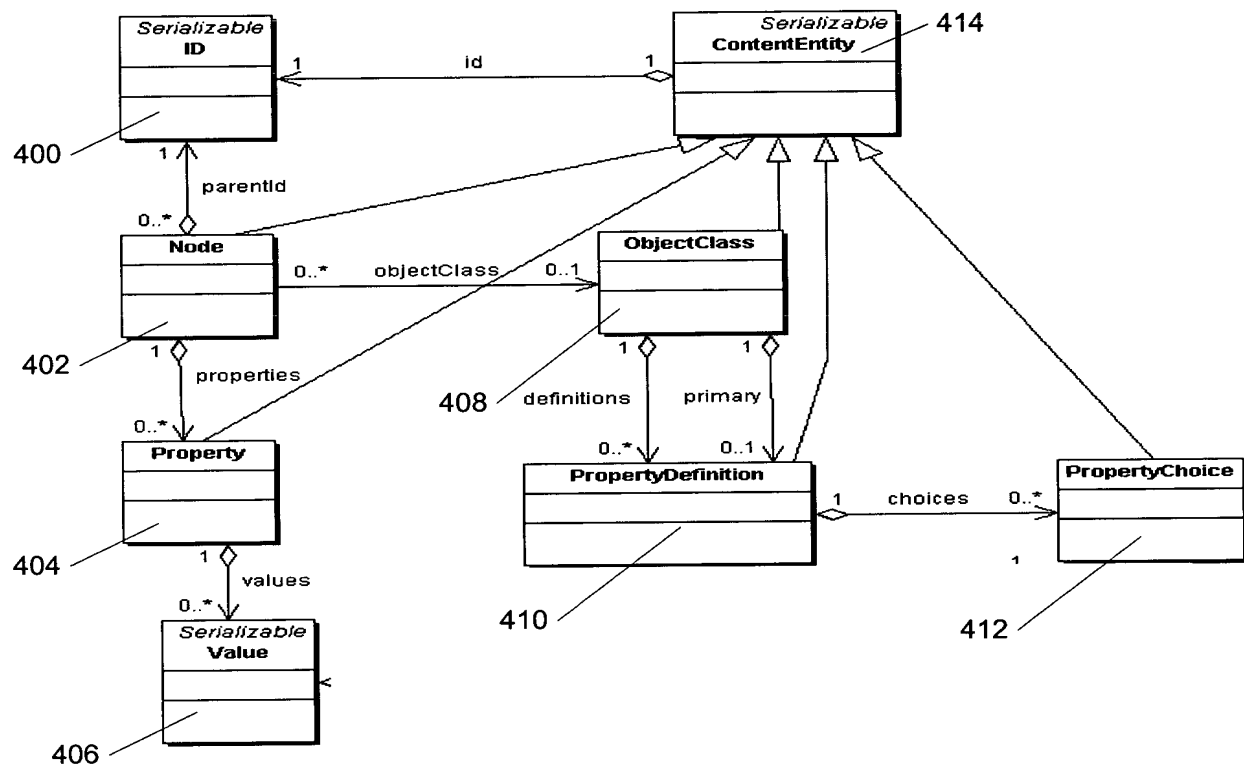 Serializable
ID
400
Serializable
ContentEntity
414
1
id
1
1
parentId
0..*
Node
402
0..*
objectClass
0..1
ObjectClass
408
1
properties
0..*
1
definitions
0..*
1
primary
0..1
Property
404
PropertyDefinition
410
1
choices
0..*
PropertyChoice
1
412
1
values
0..*
Serializable
Value
406